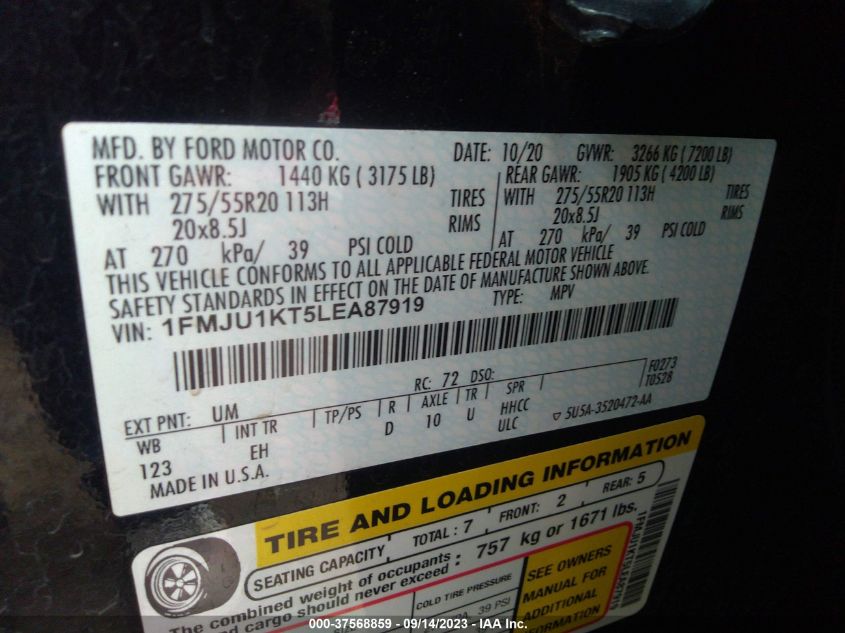 MFD. BY FORD MOTOR CO. DATE: 10/20 GVWR: 3266 KG ( 7200 LB)
FRONT GAWR: 1440 KG ( 3175 LB) REAR GAWR: 1905 KG ( 4200 LB)
WITH 275/55R20 113H TIRES WITH 275/55R20 113H TIRES
20x8.5J RIMS 20x8.5J RIMS
AT 270 kPa/ 39 PSI COLD AT 270 kPa/ 39 PSI COLD
THIS VEHICLE CONFORMS TO ALL APPLICABLE FEDERAL MOTOR VEHICLE
SAFETY STANDARDS IN EFFECT ON THE DATE OF MANUFACTURE SHOWN ABOVE.
VIN: 1FMJU1KT5LEA87919 TYPE: MPV
F0273
T0528
EXT PNT: UM RC: 72 DSO:
WB INT TR TP/PS R AXLE TR SPR
123 EH D 10 U HHCC
ULC
5U5A-3520472-AA
MADE IN U.S.A.
TIRE AND LOADING INFORMATION
SEATING CAPACITY TOTAL : 7 FRONT: 2 REAR: 5
The combined weight of occupants
and cargo should never exceed : 757 kg or 1671 lbs.
COLD TIRE PRESSURE
39 PSI
SEE OWNERS
MANUAL FOR
ADDITIONAL
INFORMATION
000-37568859 - 09/14/2023 - IAA Inc.